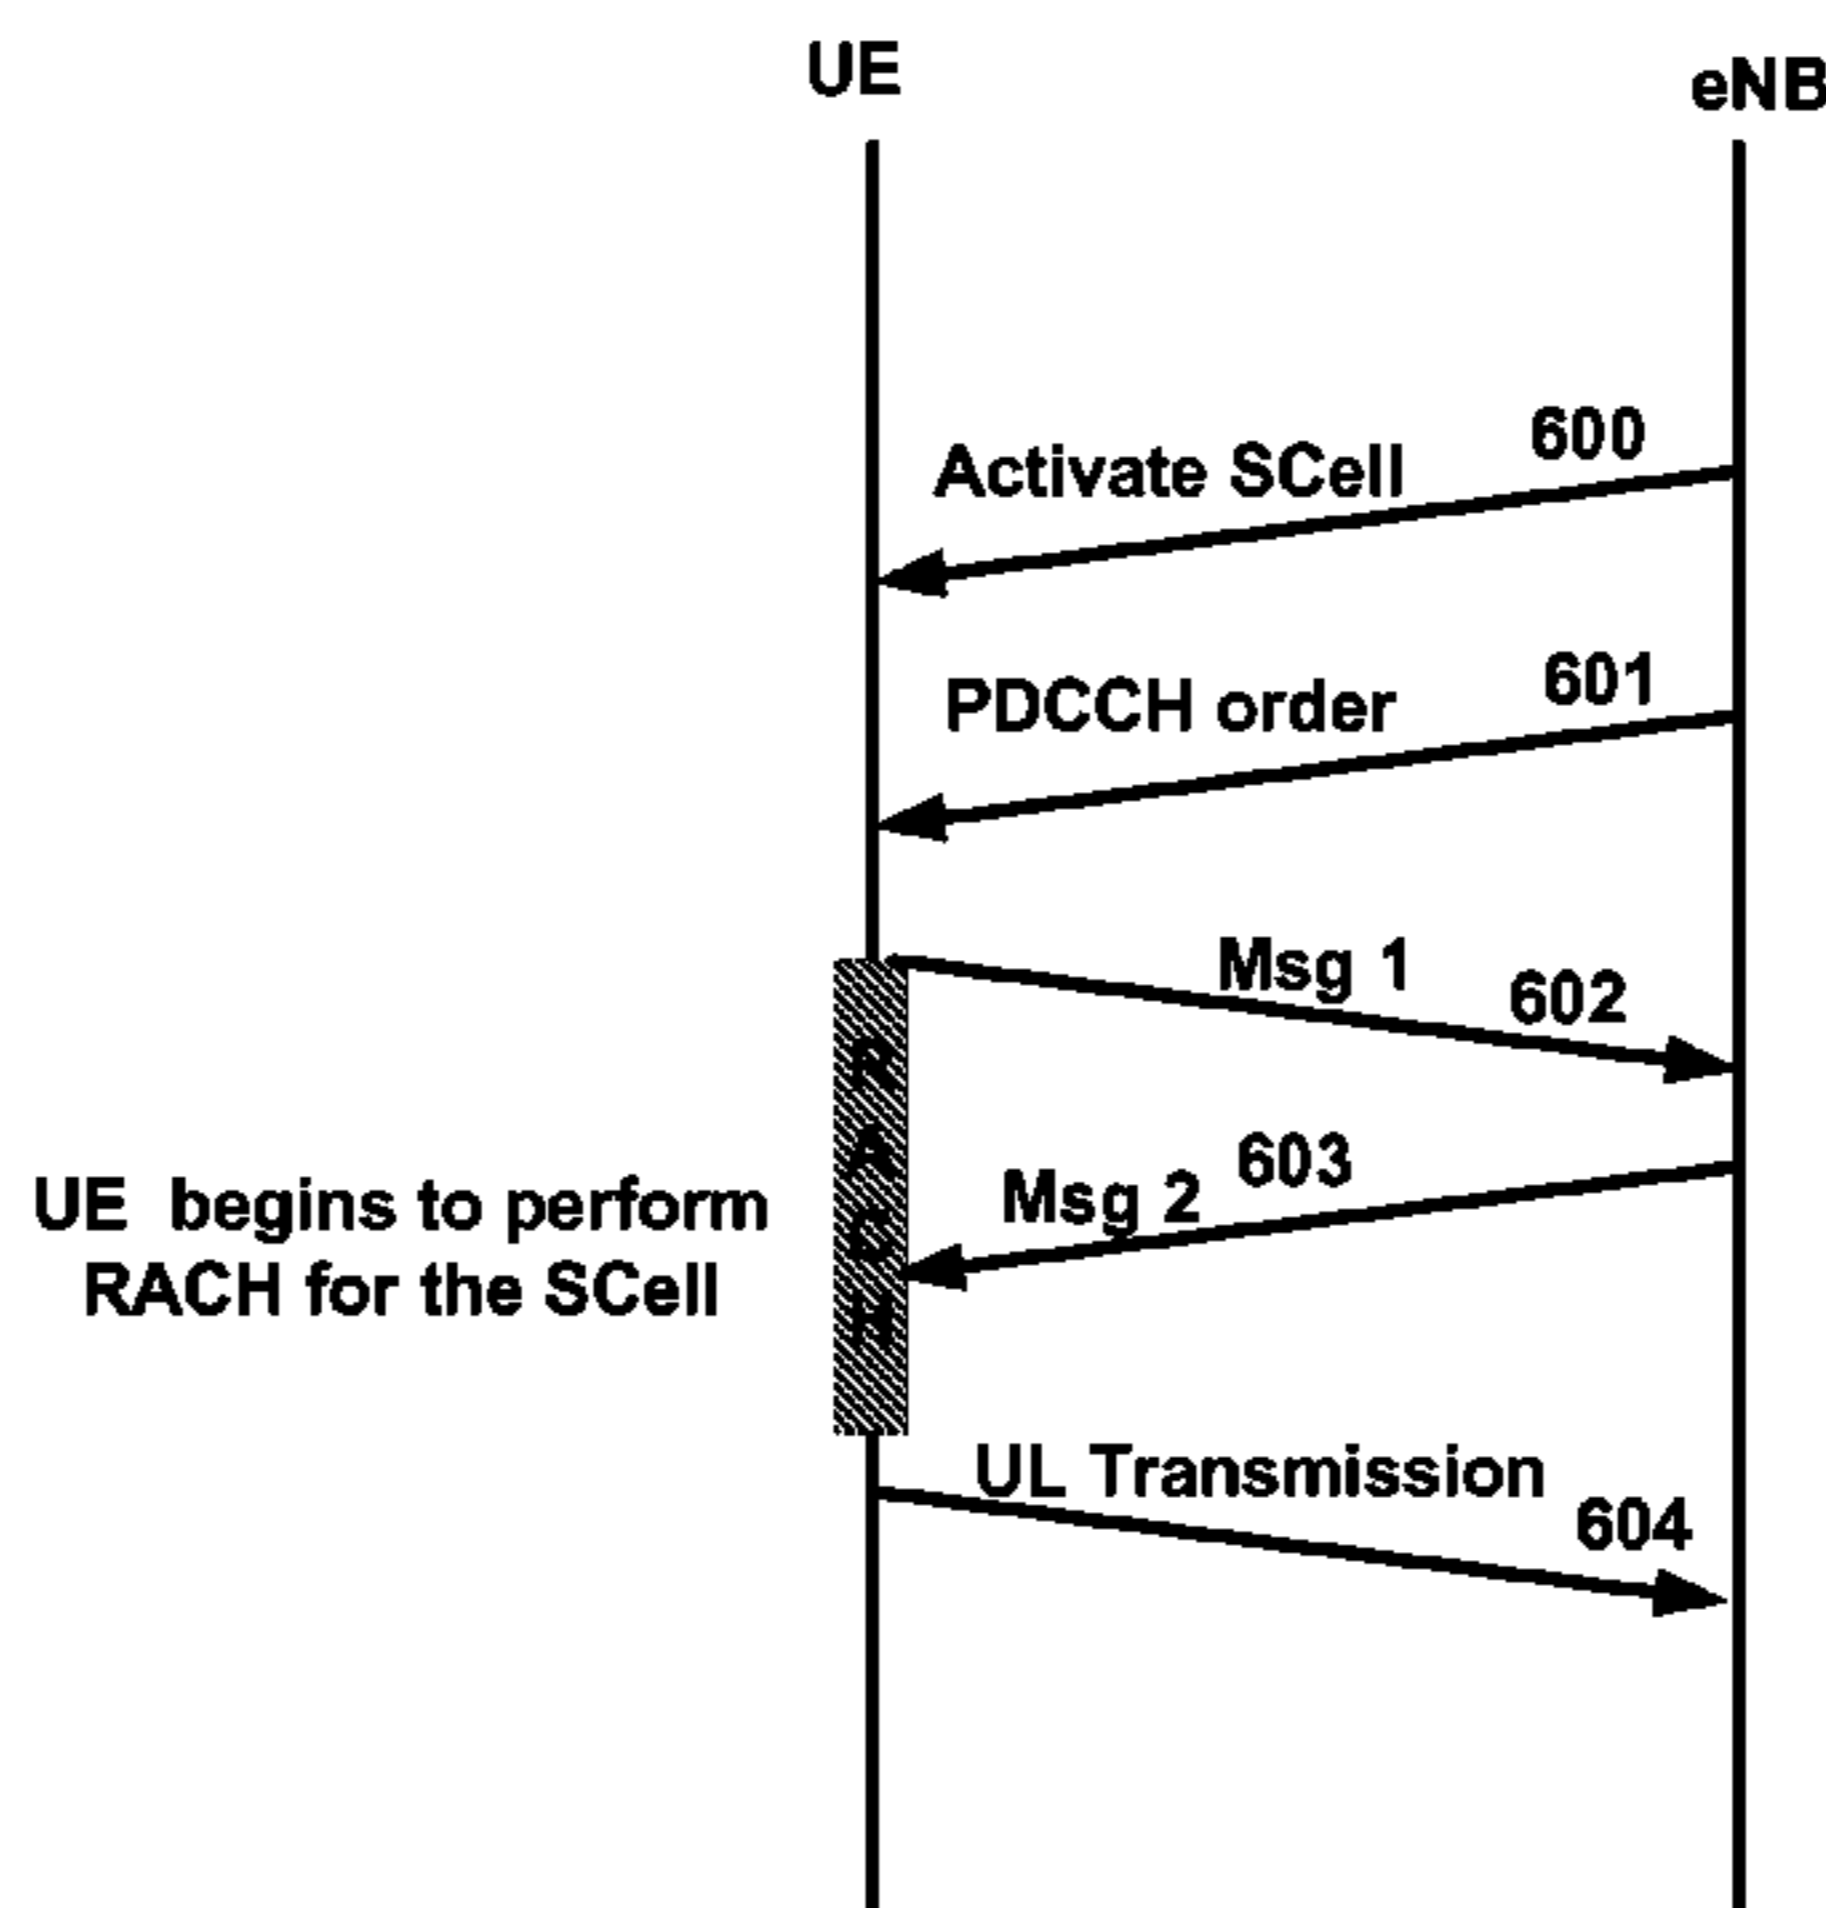 UE
eNB
600
Activate SCell
601
PDCCH order
Msg 1
602
603
Msg 2
R
A
C
H
UE begins to perform
RACH for the SCell
UL Transmission
604